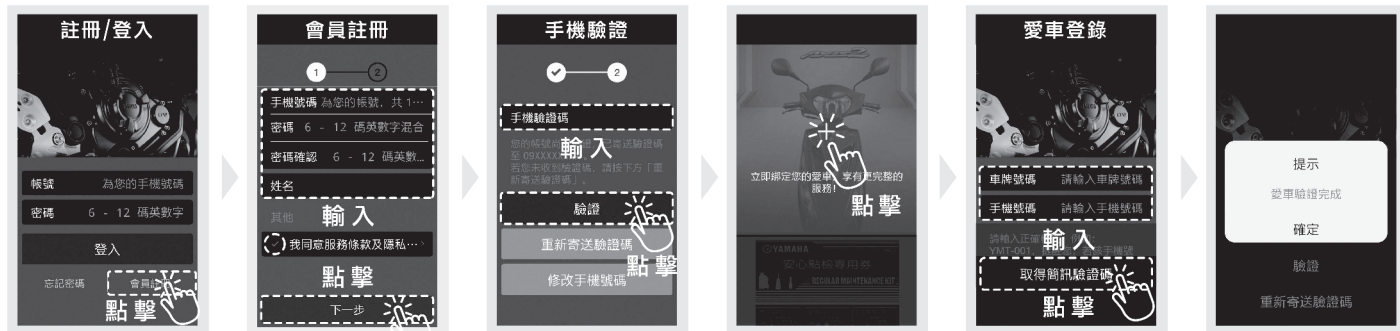 註冊/登入
帳號 為您的手機號碼
密碼 6 - 12 碼英數字
登入
忘記密碼
點擊
會員註冊
1
2
手機號碼 為您的帳號, 共 1⋯
密碼 6 - 12 碼英數字混合
密碼確認 6 - 12 碼英數...
姓名
其他
輸入
我同意服務條款及隱私⋯ >
點擊
下一步
手機驗證
2
手機驗證碼
輸入
驗證
重新寄送驗證碼
修改手機號碼
點擊
立即綁定您的愛車, 享有更完整的
服務!
點擊
YAMAHA
安心點檢專用套
REGULAR MAINTENANCE KIT
愛車登錄
車牌號碼 請輸入車牌號碼
手機號碼 請輸入手機號碼
輸入
取得簡訊驗證碼
點擊
提示
愛車驗證完成
確定
驗證
重新寄送驗證碼